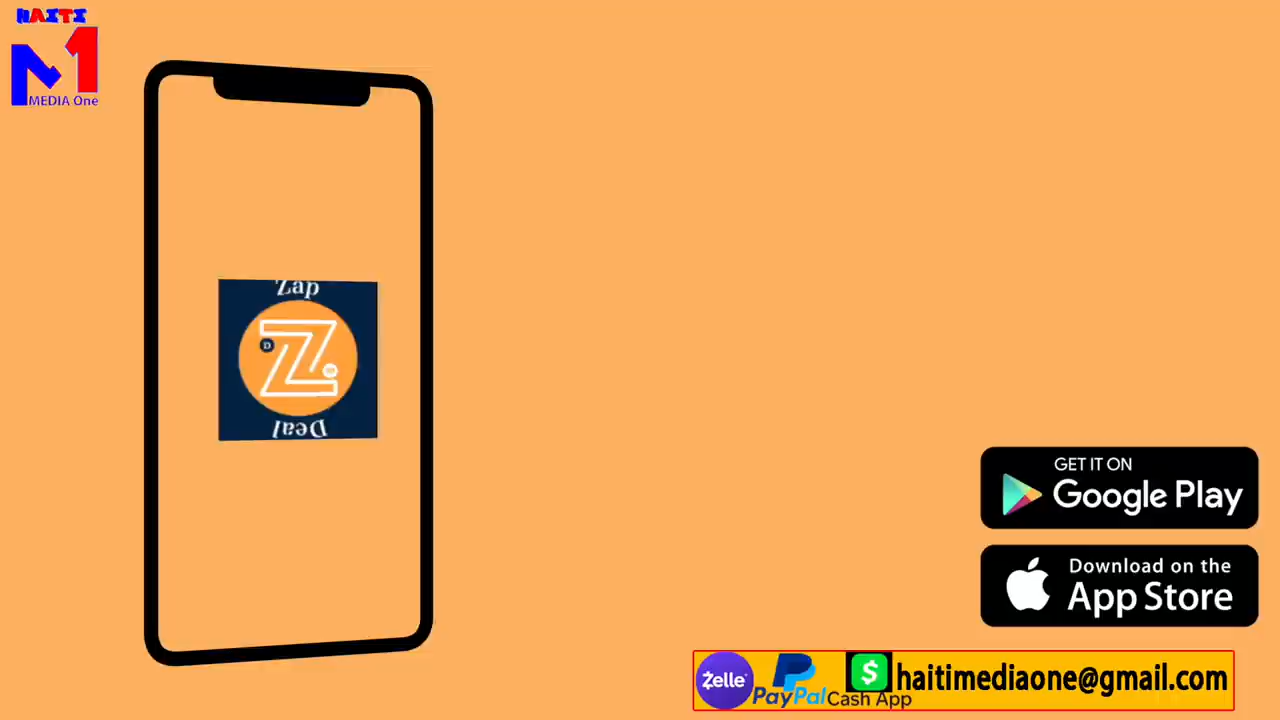 HAITI
M1
MEDIA One
Zap
Z
D
Deal
GET IT ON
Google Play
Download on the
App Store
Zelle
PayPal
$
Cash App
haitimediaone@gmail.com